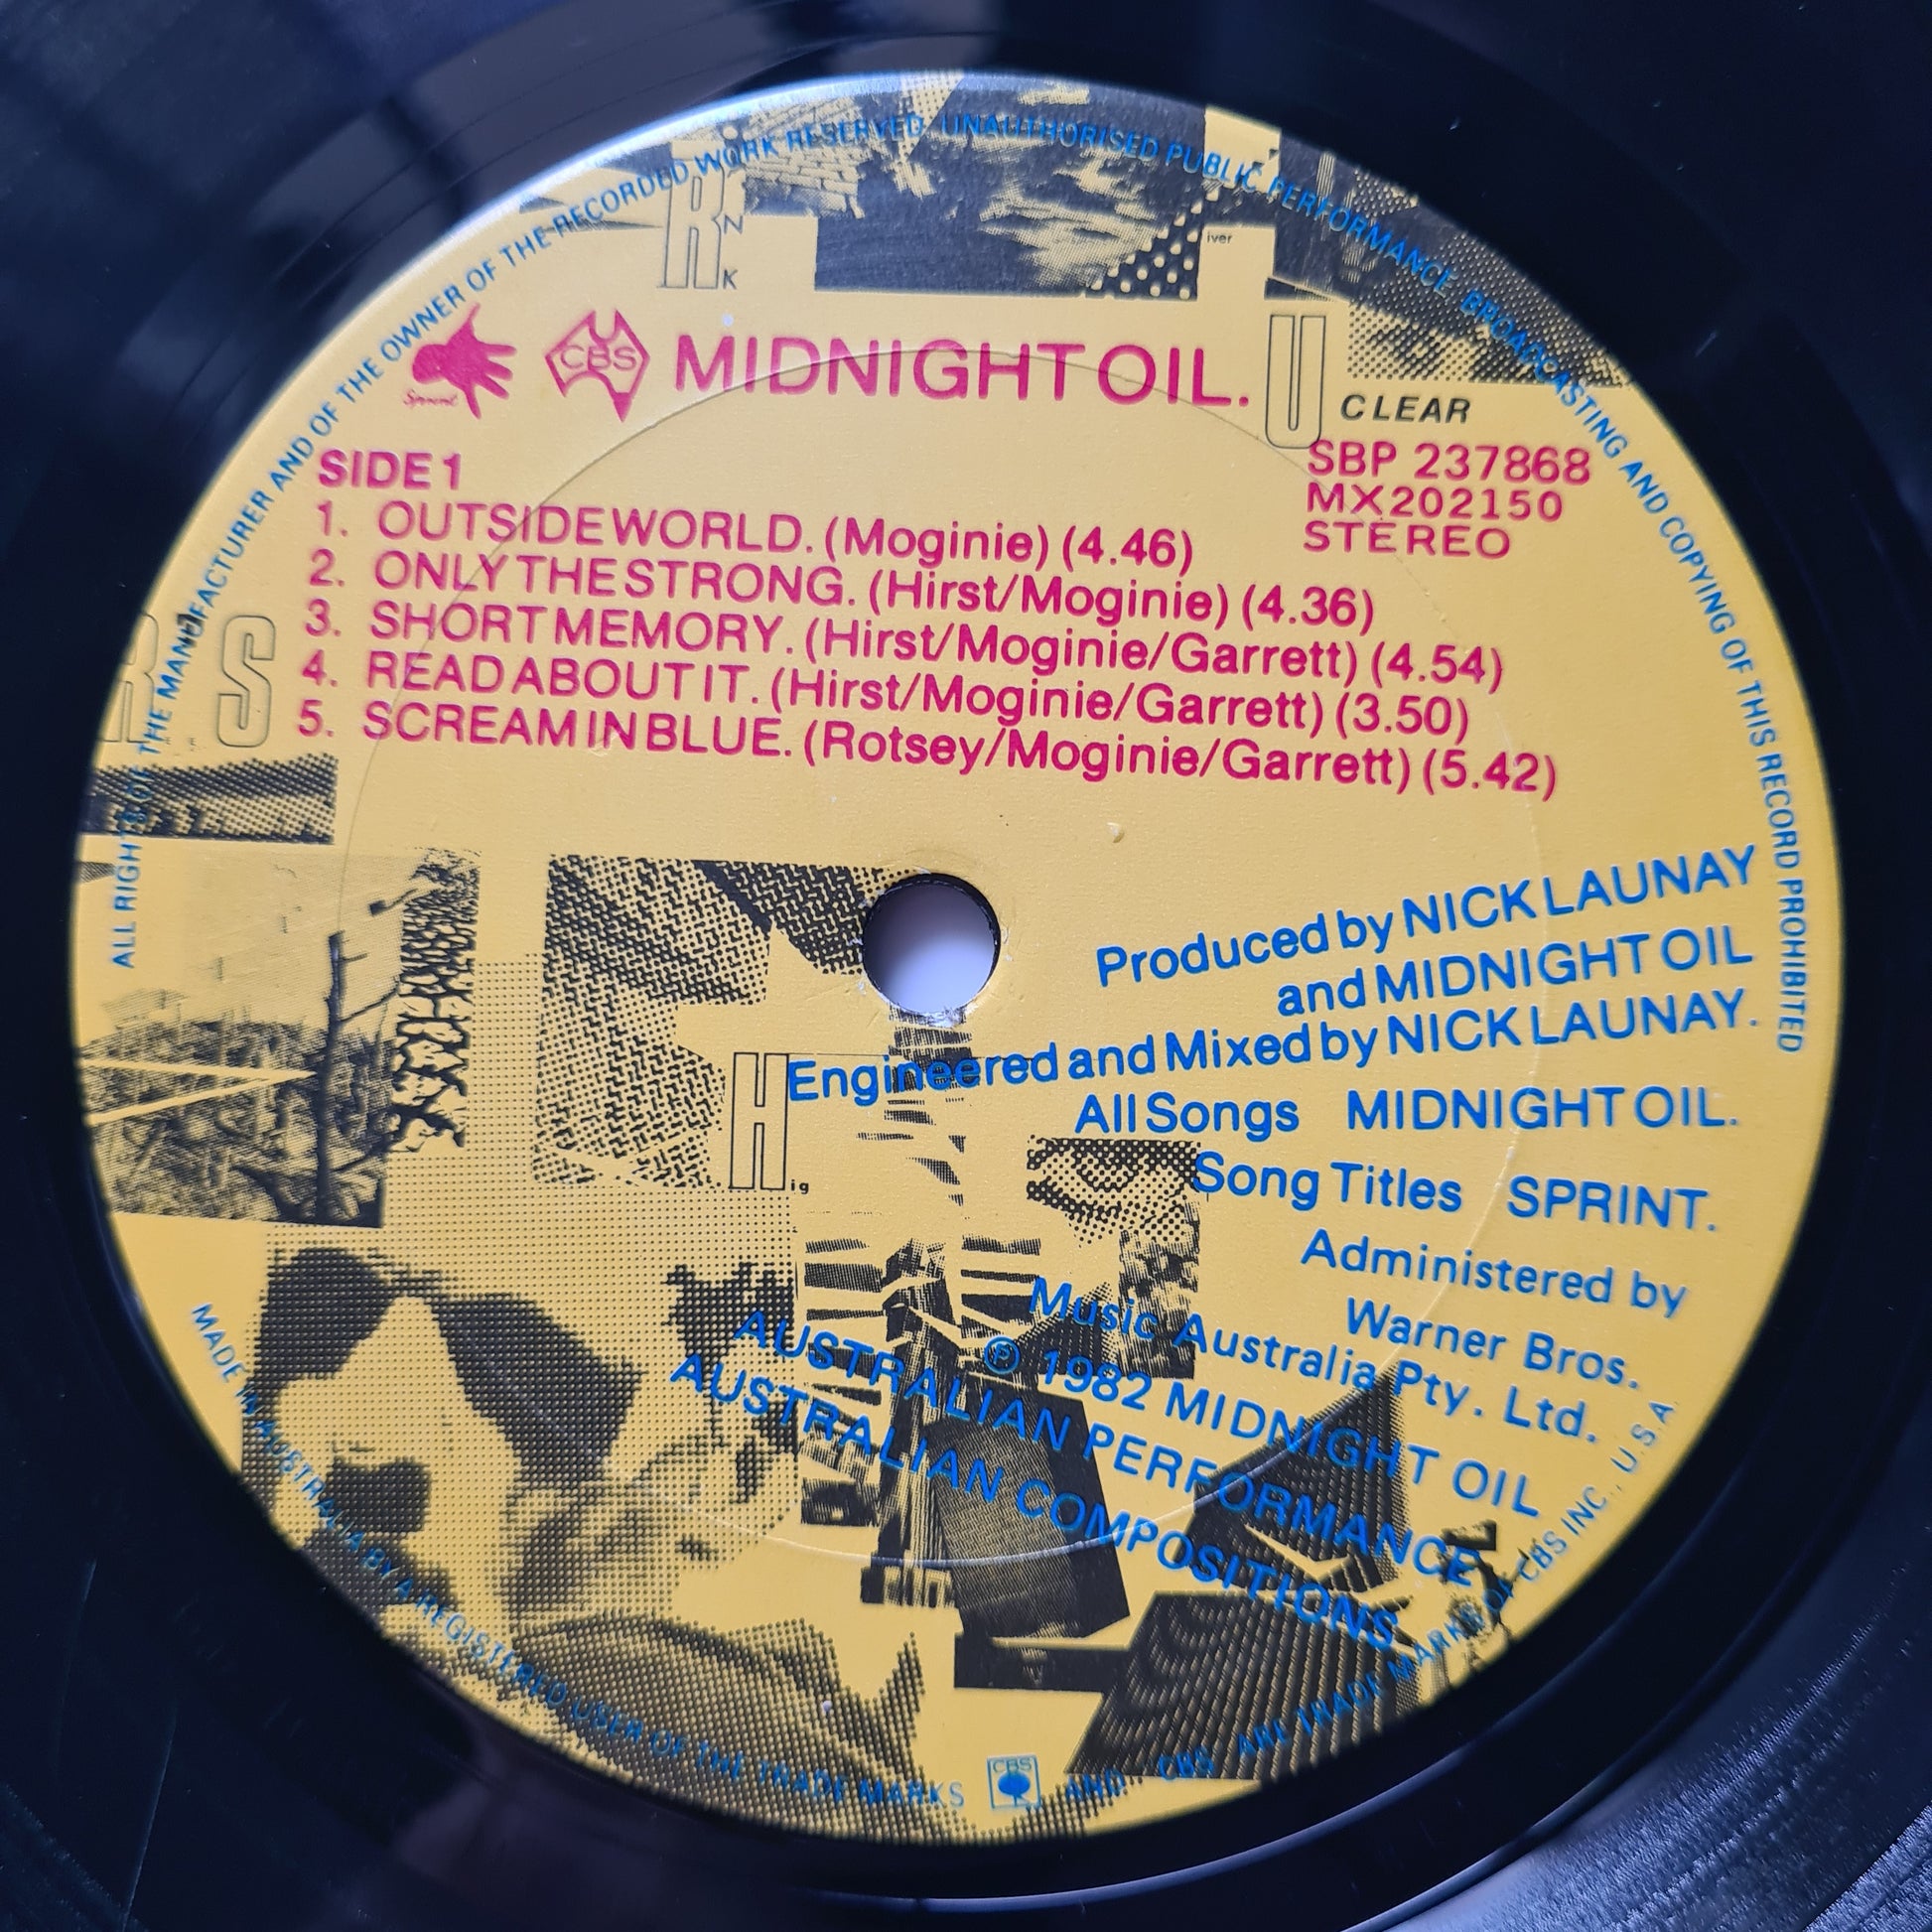 ALL RIGHTS OF THE MANUFACTURER AND OF THE OWNER OF THE RECORDED WORK RESERVED. UNAUTHORISED PUBLIC PERFORMANCE, BROADCASTING AND COPYING OF THIS RECORD PROHIBITED
R N
K
iver
U CLEAR
Sprint CBS MIDNIGHT OIL.
SBP 237868
MX202150
STEREO
SIDE 1
1. OUTSIDE WORLD. (Moginie) (4.46)
2. ONLY THE STRONG. (Hirst/Moginie) (4.36)
3. SHORT MEMORY. (Hirst/Moginie/Garrett) (4.54)
4. READ ABOUT IT. (Hirst/Moginie/Garrett) (3.50)
5. SCREAM IN BLUE. (Rotsey/Moginie/Garrett) (5.42)
R S
Produced by NICK LAUNAY
and MIDNIGHT OIL
Engineered and Mixed by NICK LAUNAY.
H ig
All Songs MIDNIGHT OIL.
Song Titles SPRINT.
Administered by
Warner Bros.
Music Australia Pty. Ltd.
℗ 1982 MIDNIGHT OIL
AUSTRALIAN PERFORMANCE
AUSTRALIAN COMPOSITIONS
MADE IN AUSTRALIA BY A REGISTERED USER OF THE TRADE MARKS CBS AND "CBS" ARE TRADE MARKS OF CBS INC., U.S.A.